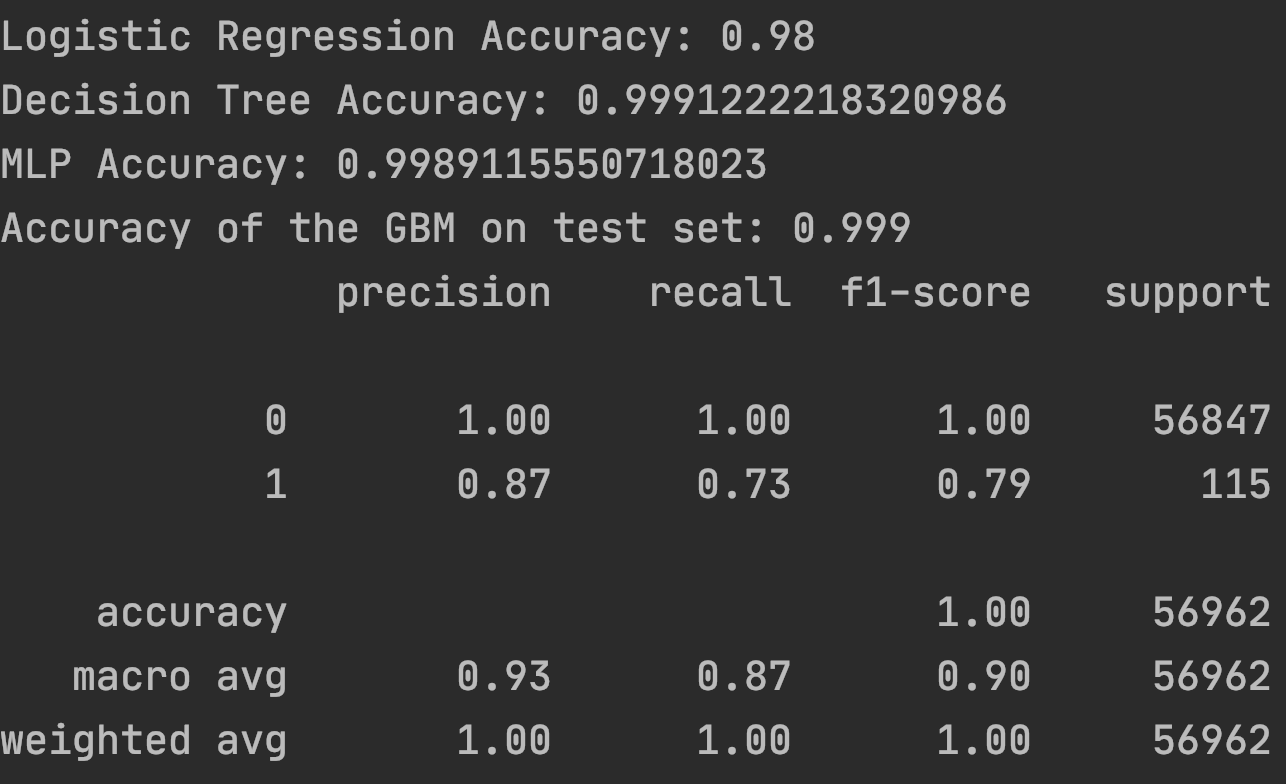 Logistic Regression Accuracy: 0.98
Decision Tree Accuracy: 0.9991222218320986
MLP Accuracy: 0.9989115550718023
Accuracy of the GBM on test set: 0.999
precision recall f1-score support
0 1.00 1.00 1.00 56847
1 0.87 0.73 0.79 115
accuracy 1.00 56962
macro avg 0.93 0.87 0.90 56962
weighted avg 1.00 1.00 1.00 56962